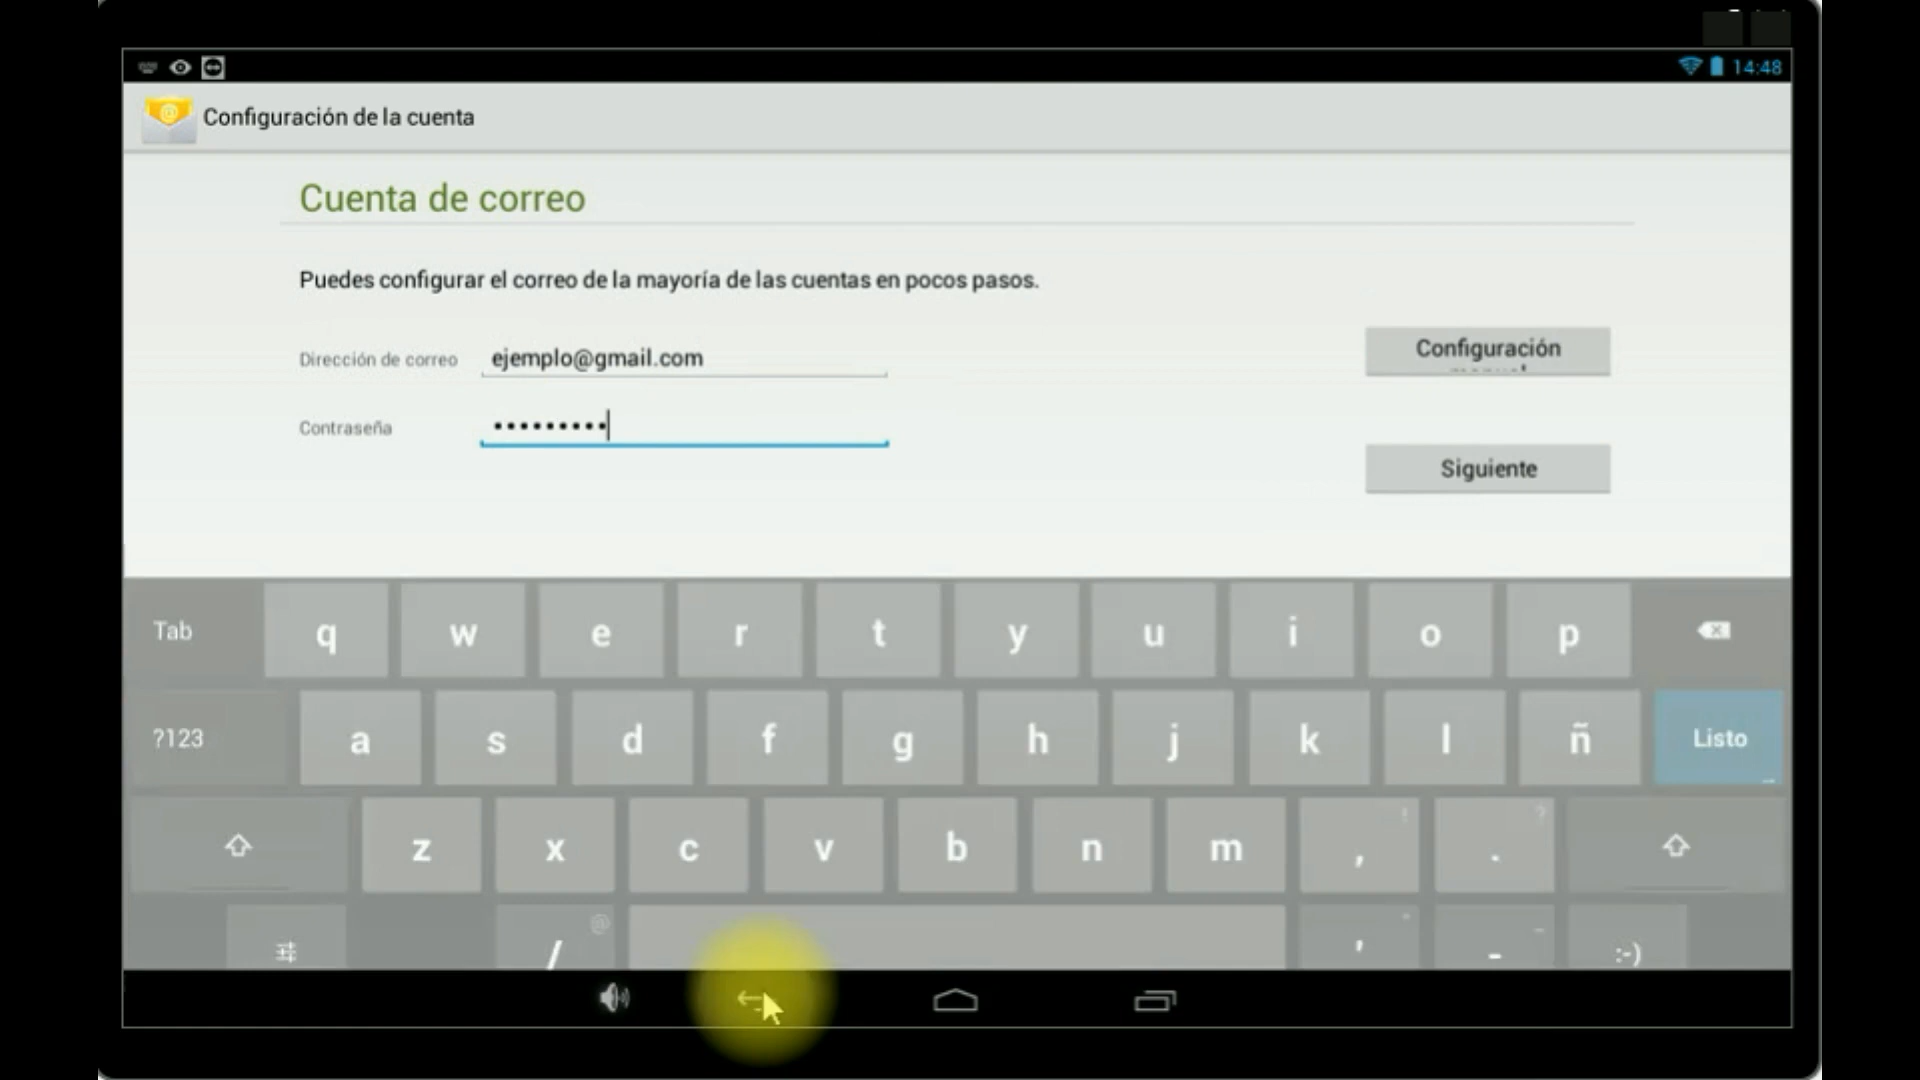 14:48
Configuración de la cuenta
Cuenta de correo
Puedes configurar el correo de la mayoría de las cuentas en pocos pasos.
Dirección de correo ejemplo@gmail.com
Configuración
Contraseña •••••••••
Siguiente
Tab q w e r t y u i o p
?123 a s d f g h j k l ñ Listo
z x c v b n m , ! . ?
/ @ ' " - _ :-)